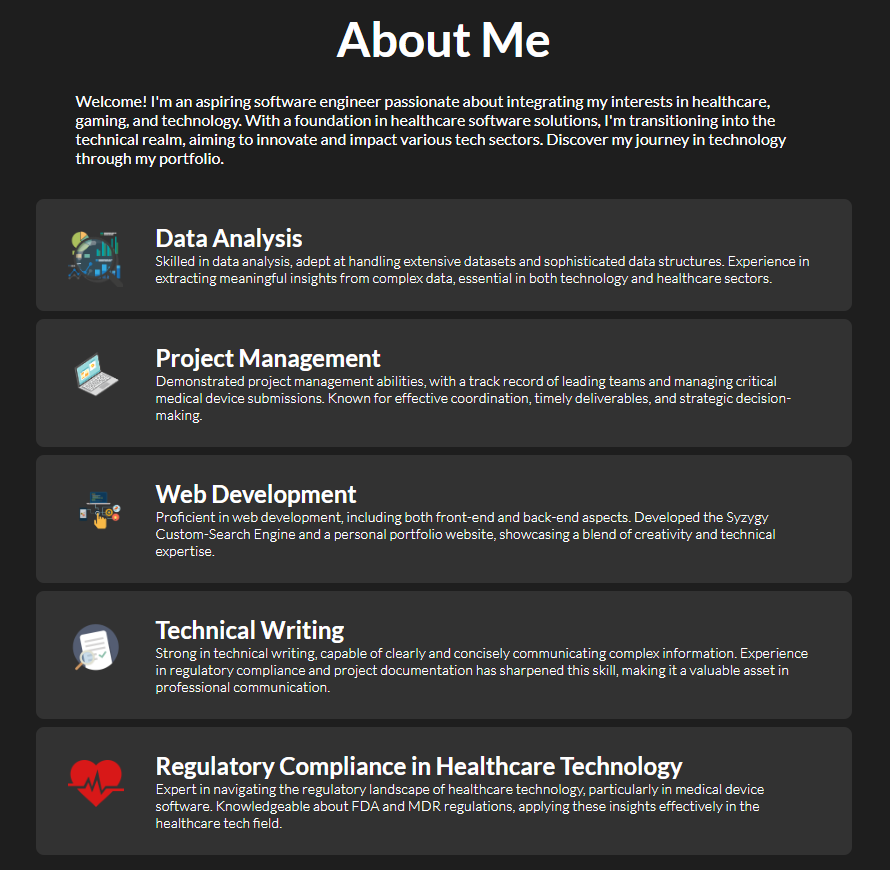 About Me
Welcome! I'm an aspiring software engineer passionate about integrating my interests in healthcare,
gaming, and technology. With a foundation in healthcare software solutions, I'm transitioning into the
technical realm, aiming to innovate and impact various tech sectors. Discover my journey in technology
through my portfolio.
Data Analysis
Skilled in data analysis, adept at handling extensive datasets and sophisticated data structures. Experience in
extracting meaningful insights from complex data, essential in both technology and healthcare sectors.
Project Management
Demonstrated project management abilities, with a track record of leading teams and managing critical
medical device submissions. Known for effective coordination, timely deliverables, and strategic decision-
making.
Web Development
Proficient in web development, including both front-end and back-end aspects. Developed the Syzygy
Custom-Search Engine and a personal portfolio website, showcasing a blend of creativity and technical
expertise.
Technical Writing
Strong in technical writing, capable of clearly and concisely communicating complex information. Experience
in regulatory compliance and project documentation has sharpened this skill, making it a valuable asset in
professional communication.
Regulatory Compliance in Healthcare Technology
Expert in navigating the regulatory landscape of healthcare technology, particularly in medical device
software. Knowledgeable about FDA and MDR regulations, applying these insights effectively in the
healthcare tech field.